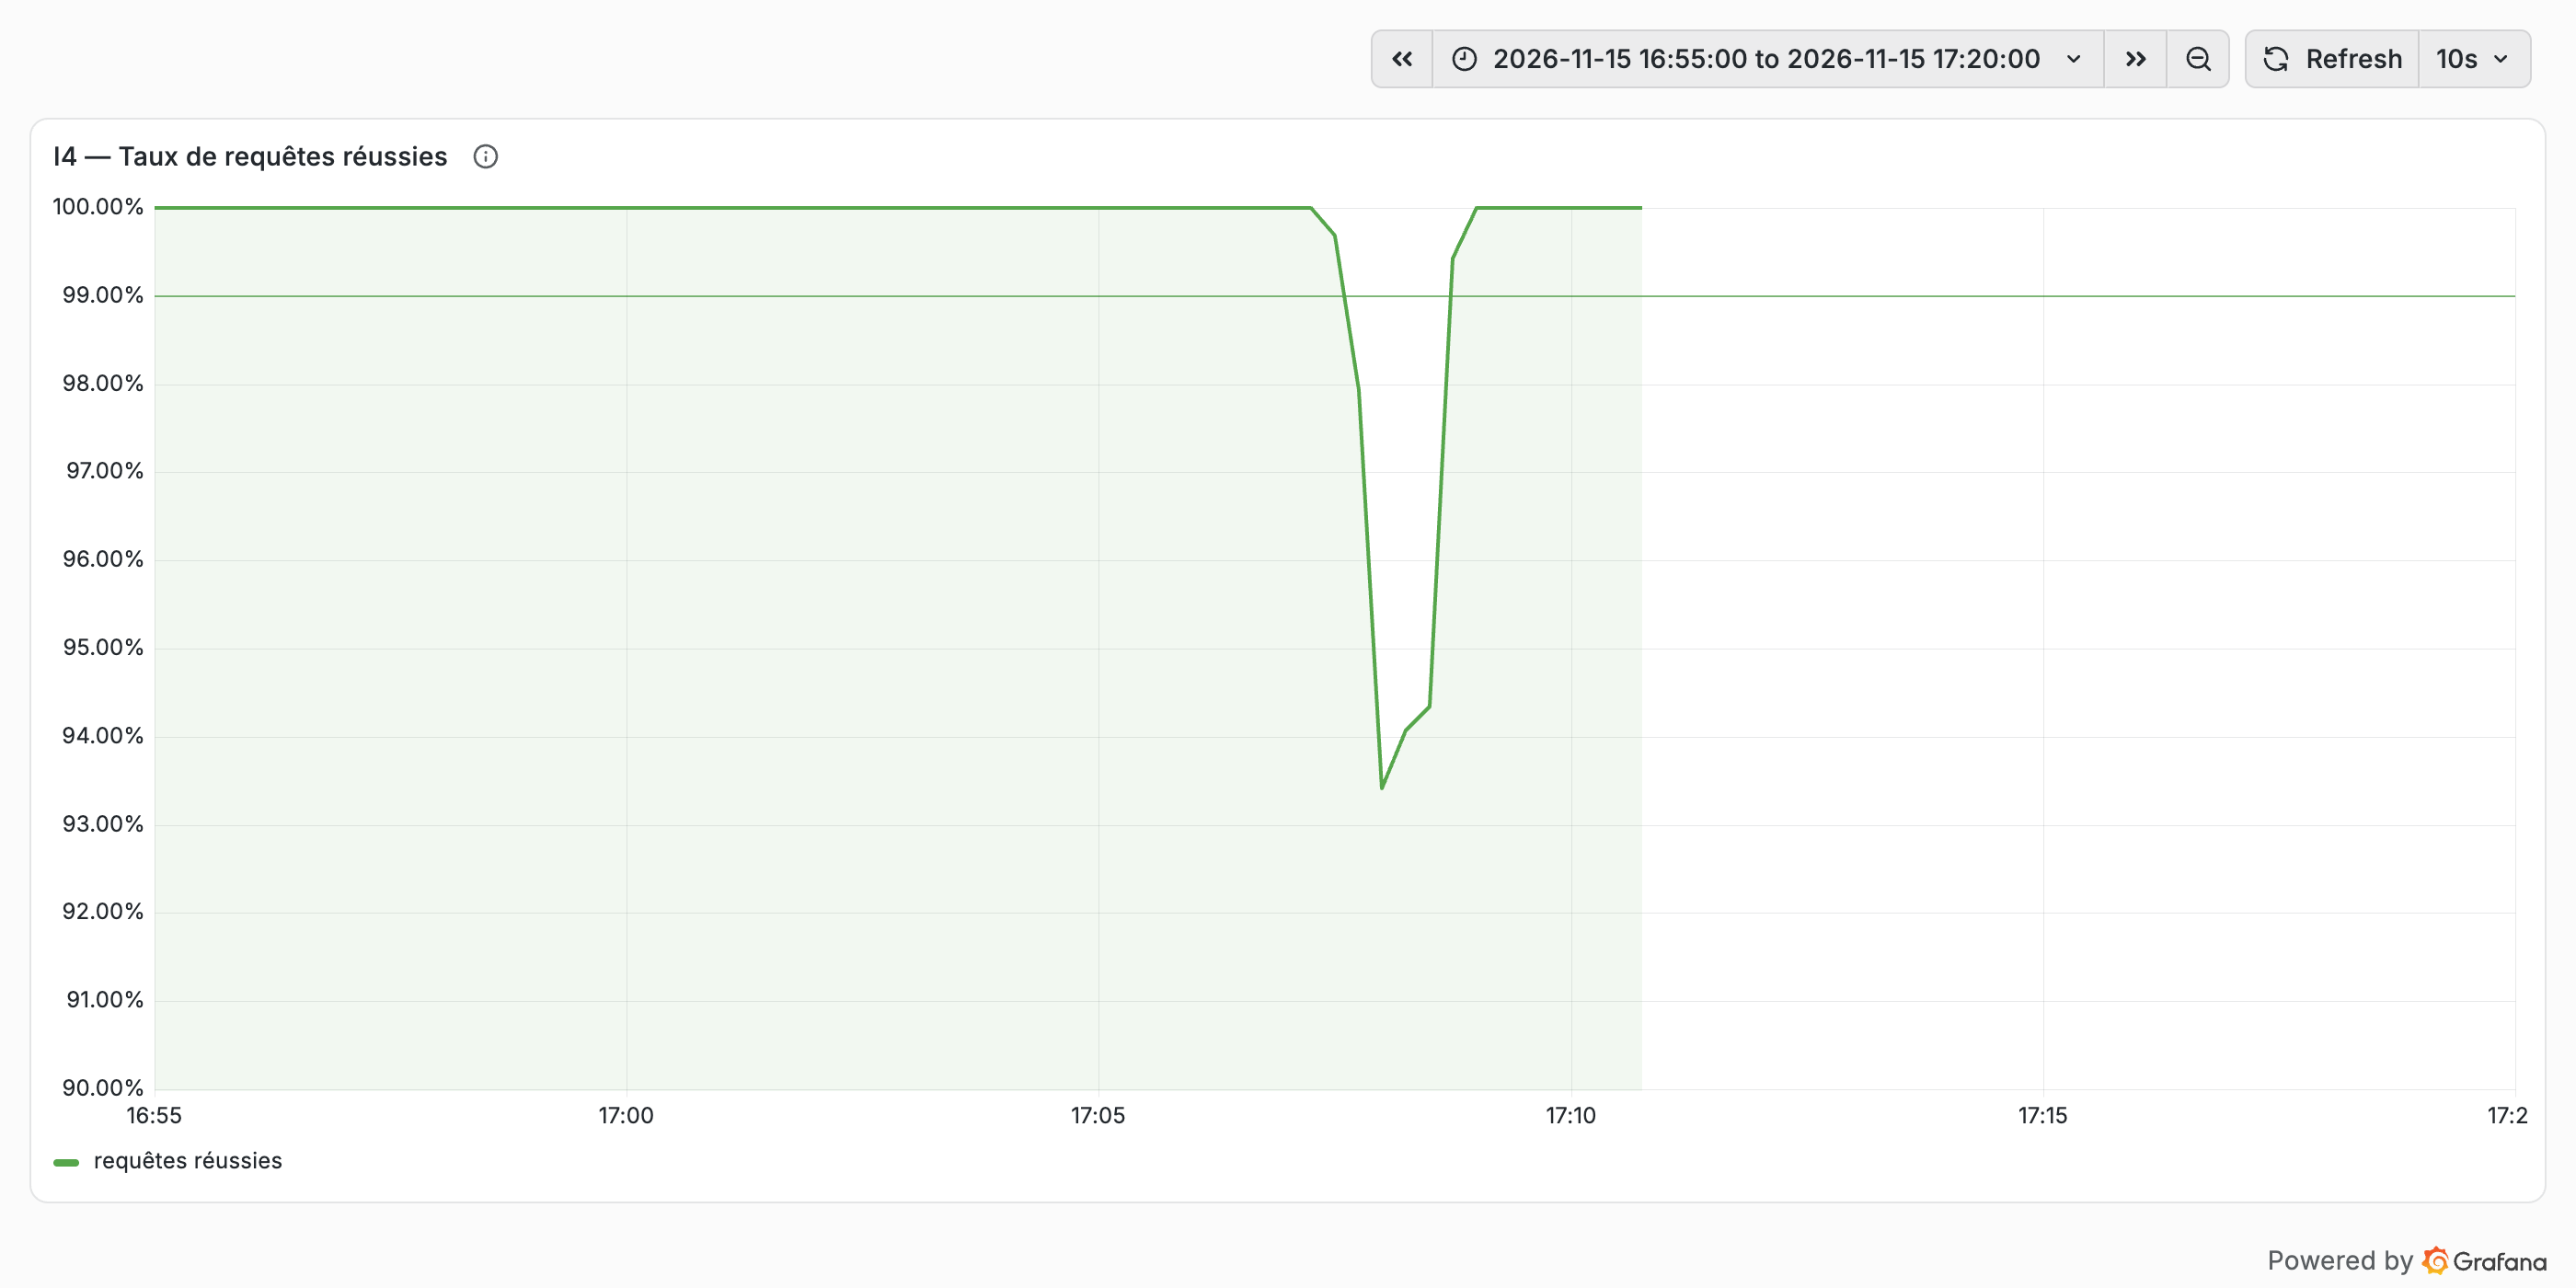 2026-11-15 16:55:00 to 2026-11-15 17:20:00
Refresh
10s
I4 — Taux de requêtes réussies
100.00%
99.00%
98.00%
97.00%
96.00%
95.00%
94.00%
93.00%
92.00%
91.00%
90.00%
16:55 17:00 17:05 17:10 17:15 17:2
requêtes réussies
Powered by Grafana